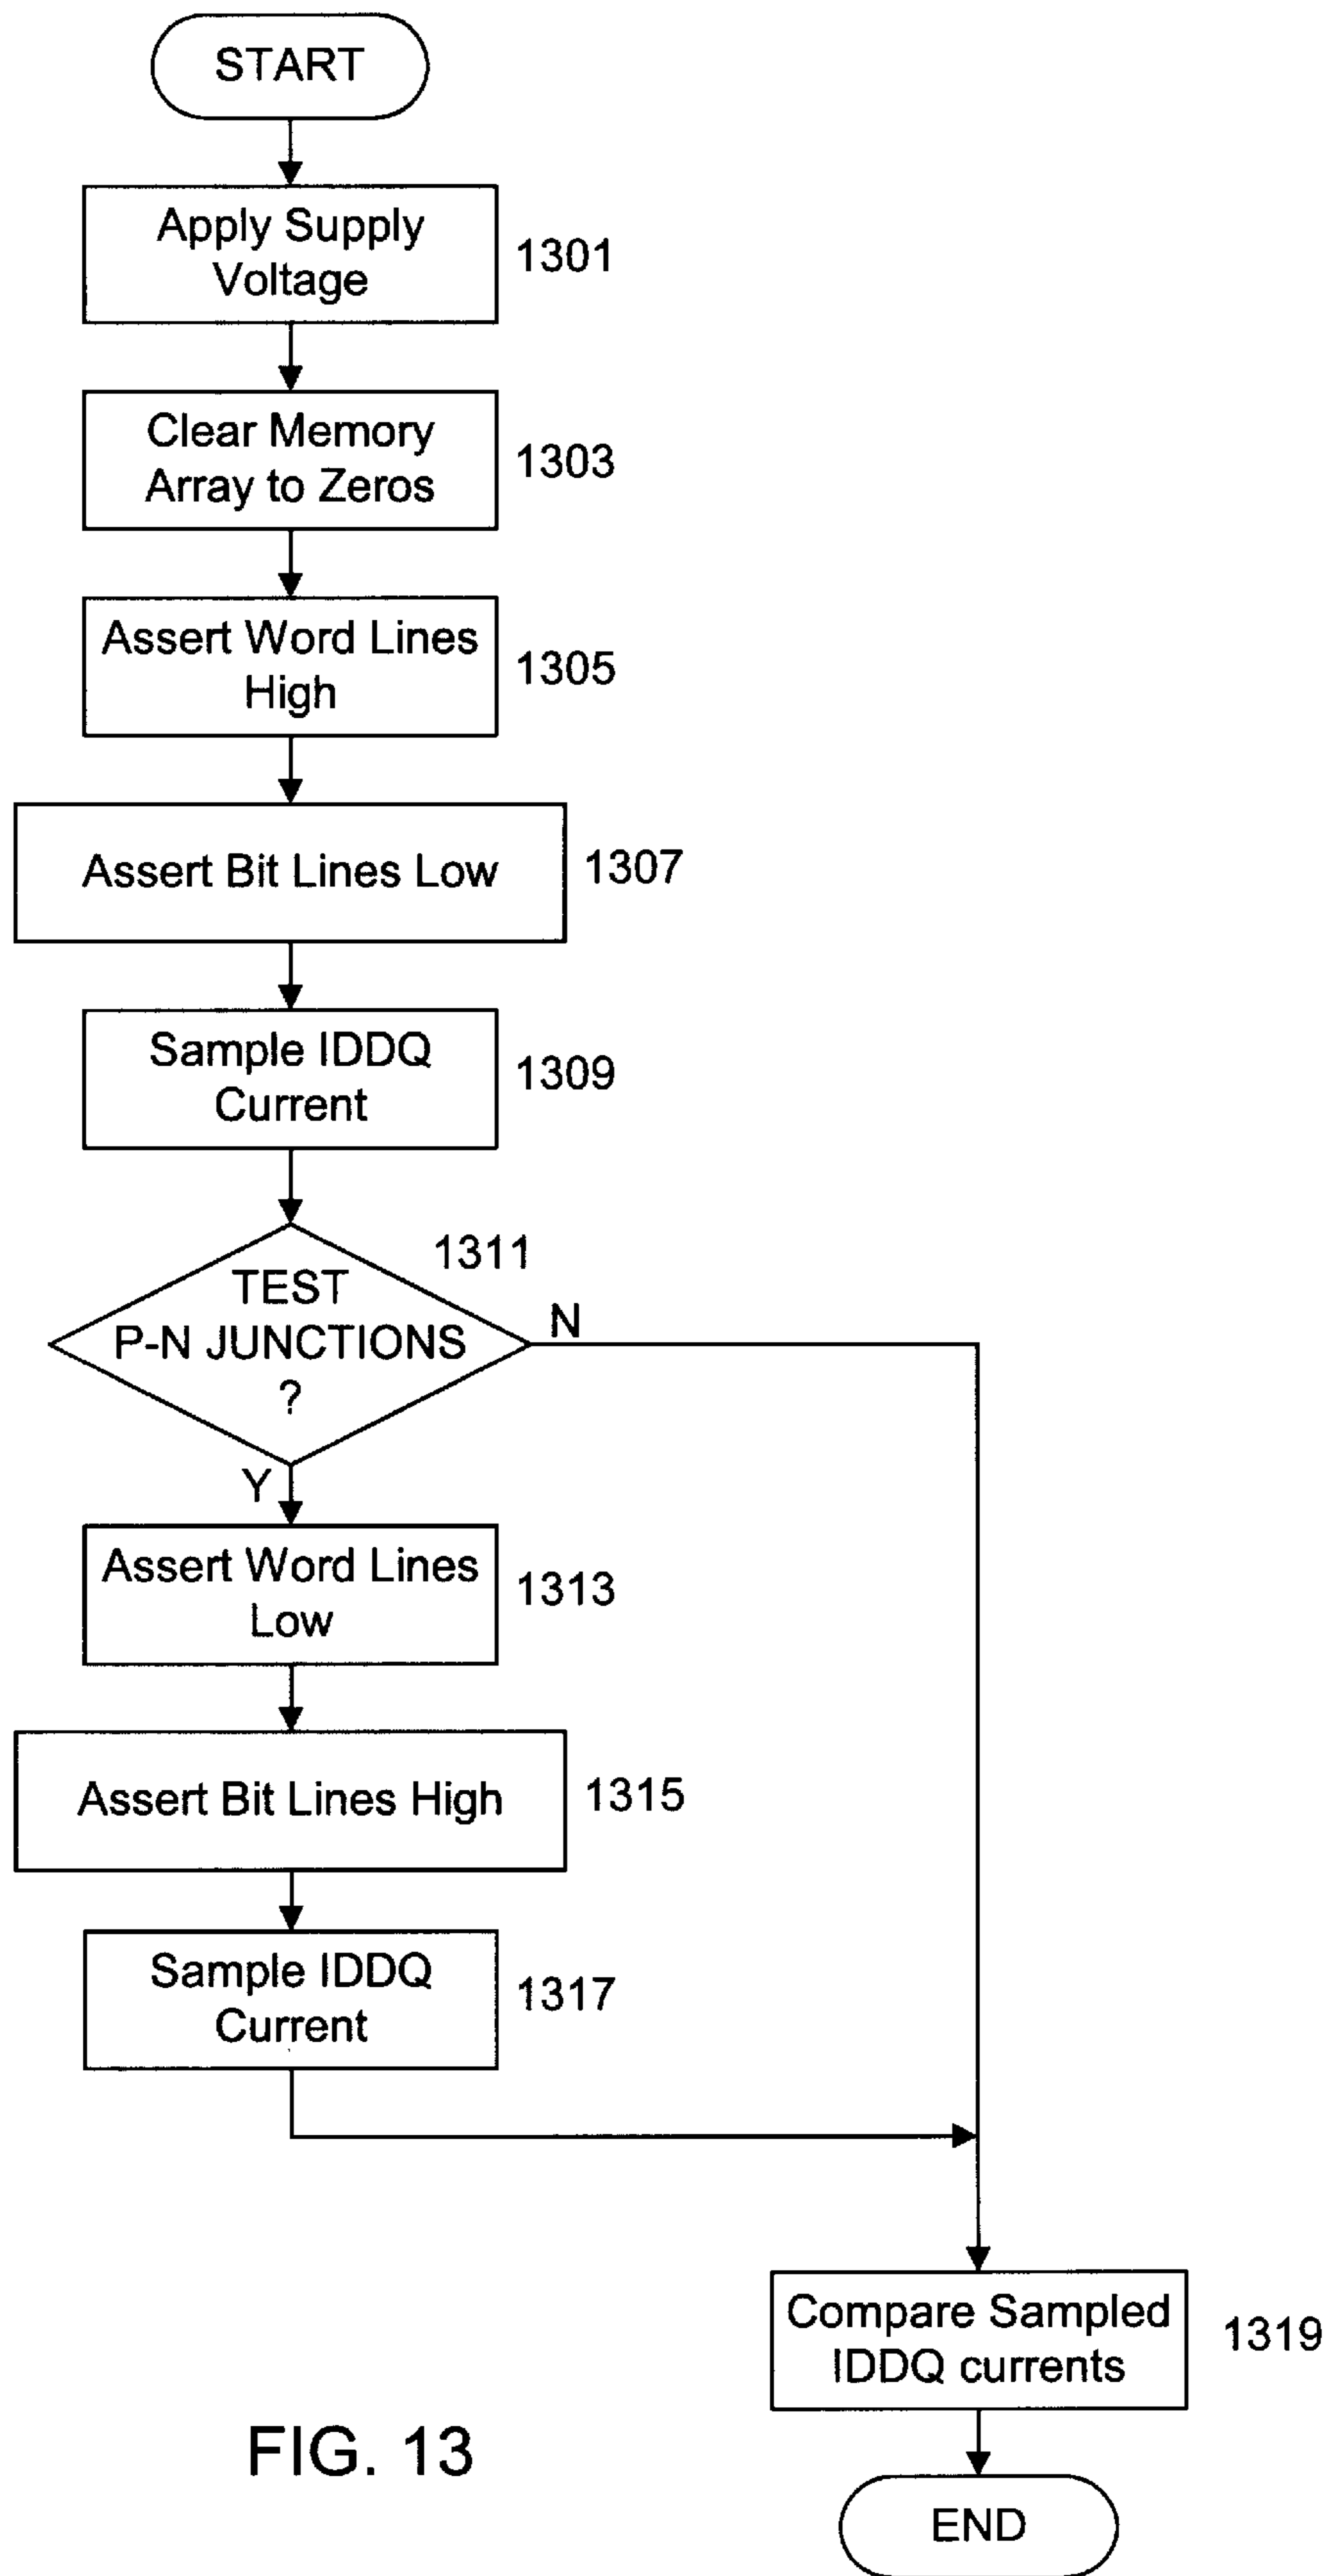 START
Apply Supply
Voltage
1301
Clear Memory
Array to Zeros
1303
Assert Word Lines
High
1305
Assert Bit Lines Low
1307
Sample IDDQ
Current
1309
1311
TEST
P-N JUNCTIONS
?
N
Y
Assert Word Lines
Low
1313
Assert Bit Lines High
1315
Sample IDDQ
Current
1317
Compare Sampled
IDDQ currents
1319
FIG. 13
END